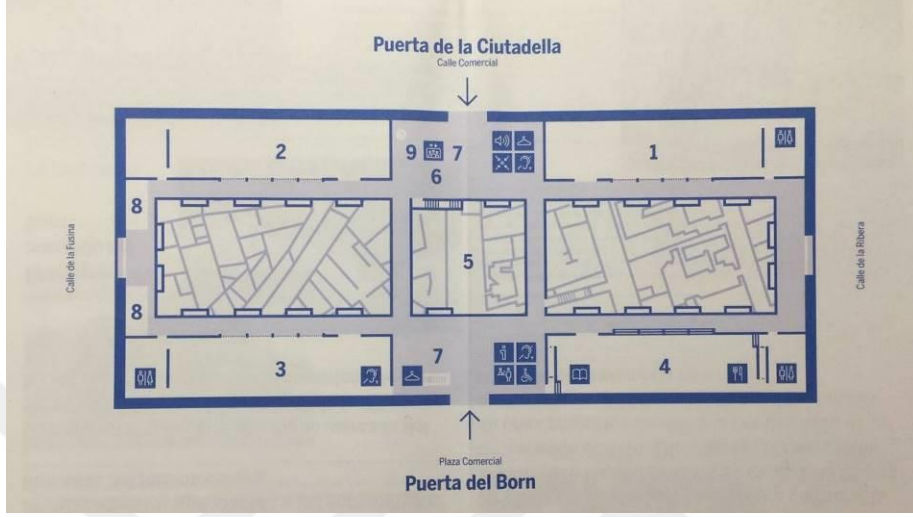 Puerta de la Ciutadella
Calle Comercial
2
9
7
1
6
8
Calle de la Fusina
5
Calle de la Ribera
8
3
7
4
Plaza Comercial
Puerta del Born